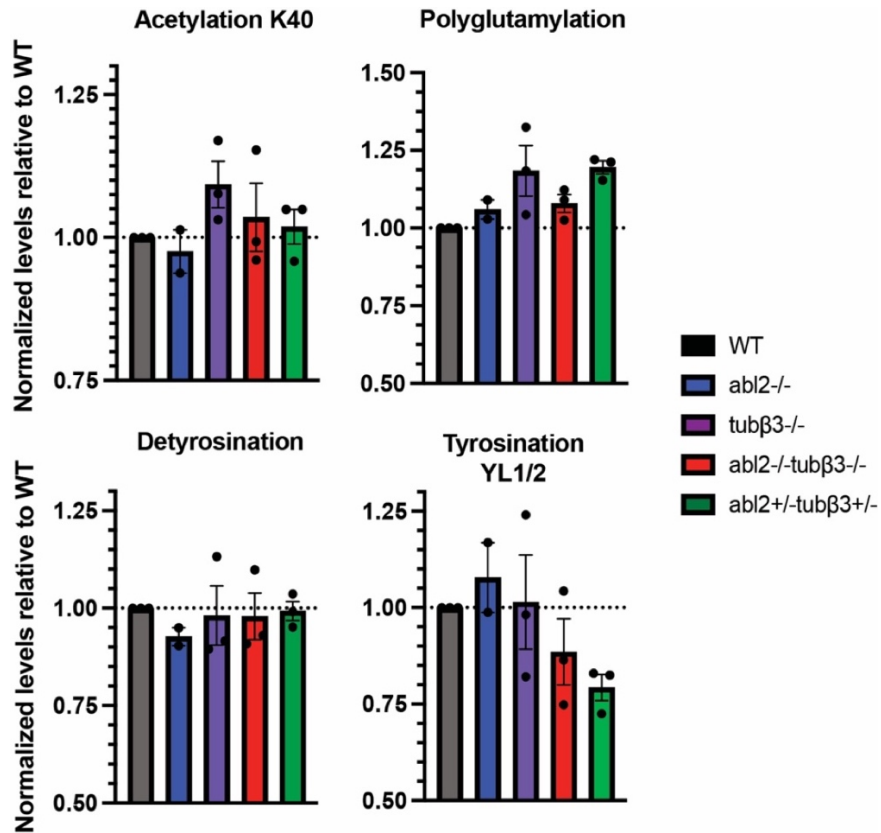 Acetylation K40
Normalized levels relative to WT
1.25
1.00
0.75
Polyglutamylation
1.50
1.25
1.00
0.75
0.50
Detyrosination
Normalized levels relative to WT
1.25
1.00
0.75
0.50
Tyrosination
YL1/2
1.25
1.00
0.75
0.50
WT
abl2-/-
tubβ3-/-
abl2-/-tubβ3-/-
abl2+/-tubβ3+/-